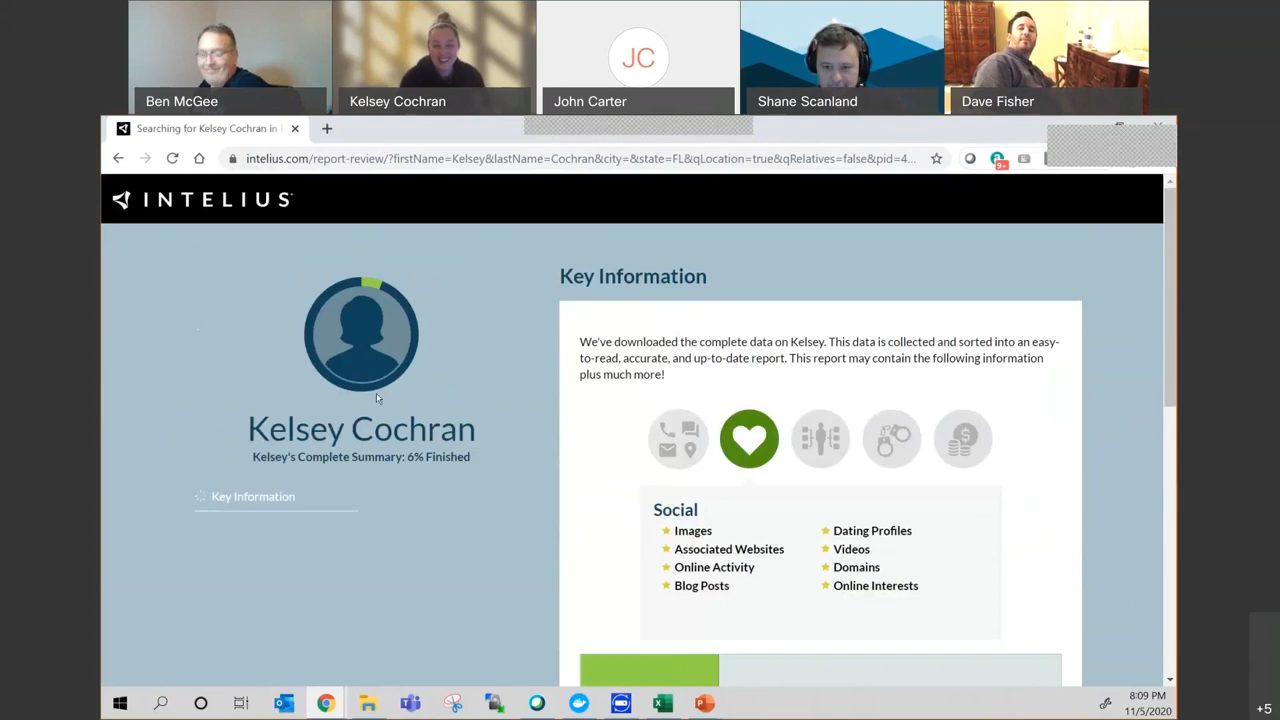 JC
Ben McGee
Kelsey Cochran
John Carter
Shane Scanland
Dave Fisher
Searching for Kelsey Cochran in
intelius.com/report-review/?firstName=Kelsey&lastName=Cochran&city=&state=FL&qLocation=true&qRelatives=false&pid=4...
9+
INTELIUS
Key Information
We've downloaded the complete data on Kelsey. This data is collected and sorted into an easy-
to-read, accurate, and up-to-date report. This report may contain the following information
plus much more!
Kelsey Cochran
Kelsey's Complete Summary: 6% Finished
Key Information
Social
Images
Dating Profiles
Associated Websites
Videos
Online Activity
Domains
Blog Posts
Online Interests
8:09 PM
11/5/2020
+5